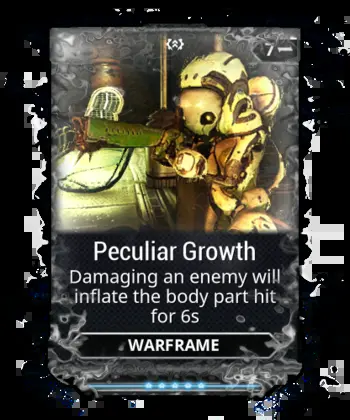 7
Peculiar Growth
Damaging an enemy will
inflate the body part hit
for 6s
WARFRAME